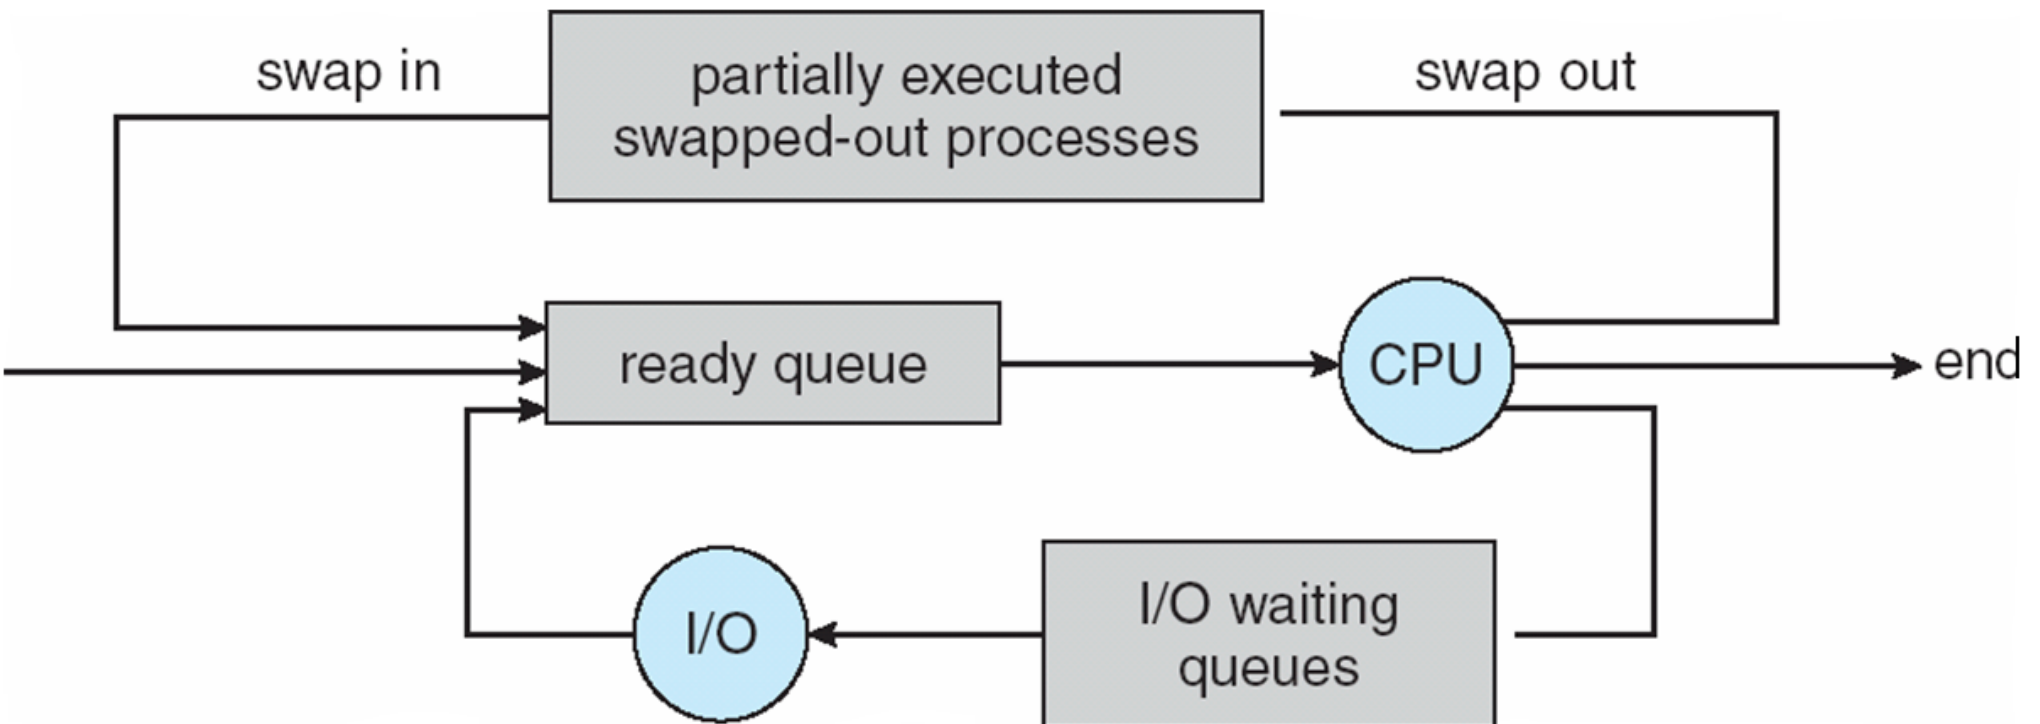 swap in
partially executed
swapped-out processes
swap out
ready queue
CPU
end
I/O
I/O waiting
queues